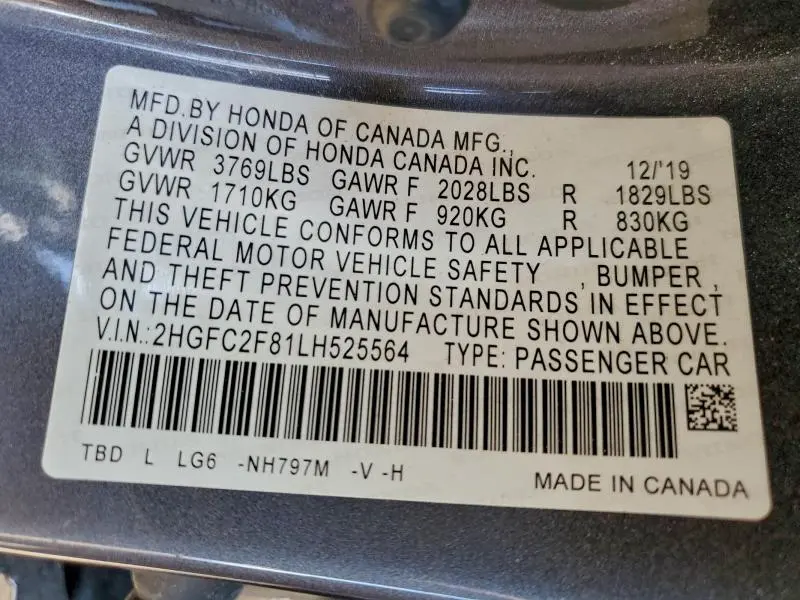 MFD.BY HONDA OF CANADA MFG.,
A DIVISION OF HONDA CANADA INC. 12/'19
GVWR 3769LBS GAWR F 2028LBS R 1829LBS
GVWR 1710KG GAWR F 920KG R 830KG
THIS VEHICLE CONFORMS TO ALL APPLICABLE
FEDERAL MOTOR VEHICLE SAFETY , BUMPER ,
AND THEFT PREVENTION STANDARDS IN EFFECT
ON THE DATE OF MANUFACTURE SHOWN ABOVE.
V.I.N.:2HGFC2F81LH525564 TYPE: PASSENGER CAR
TBD L LG6 -NH797M -V -H MADE IN CANADA